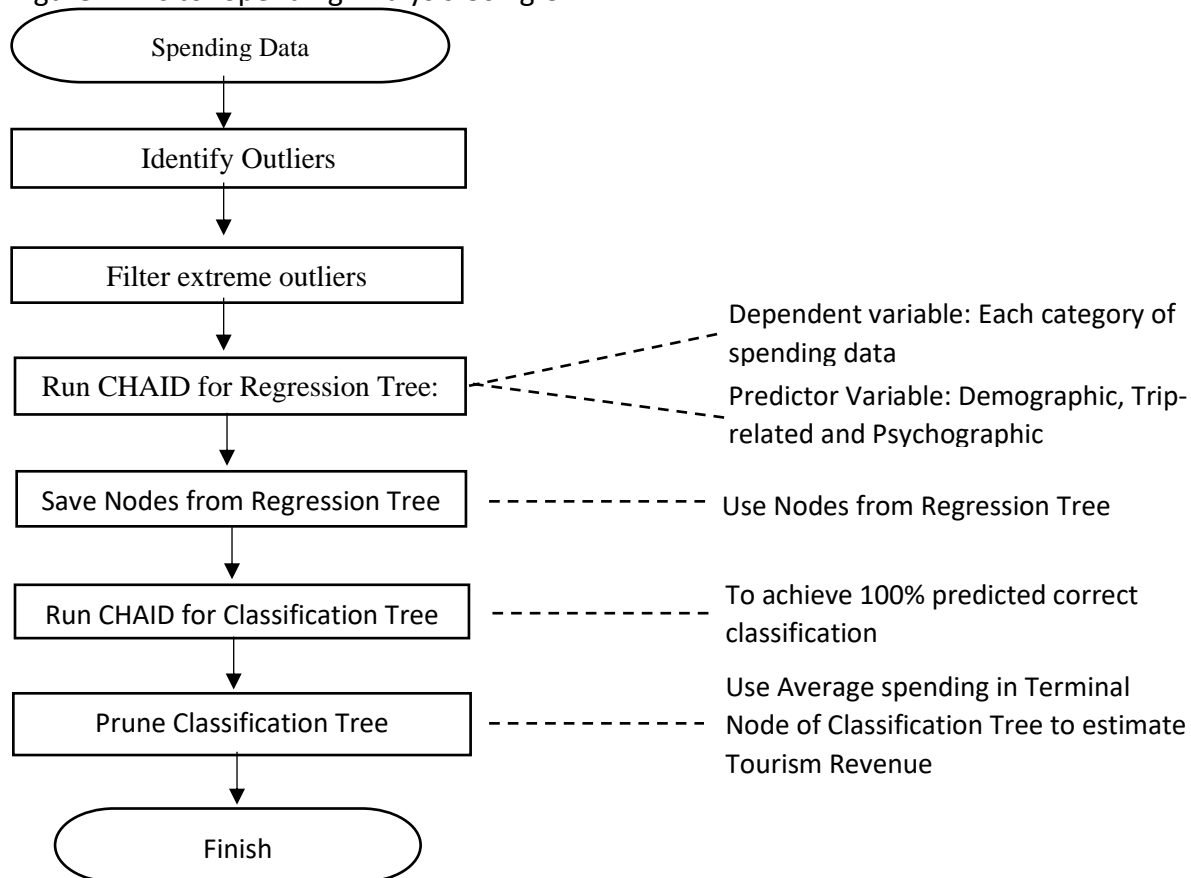 Spending Data
Identify Outliers
Filter extreme outliers
Run CHAID for Regression Tree:
Dependent variable: Each category of
spending data
Predictor Variable: Demographic, Trip-
related and Psychographic
Save Nodes from Regression Tree
Use Nodes from Regression Tree
Run CHAID for Classification Tree
To achieve 100% predicted correct
classification
Prune Classification Tree
Use Average spending in Terminal
Node of Classification Tree to estimate
Tourism Revenue
Finish